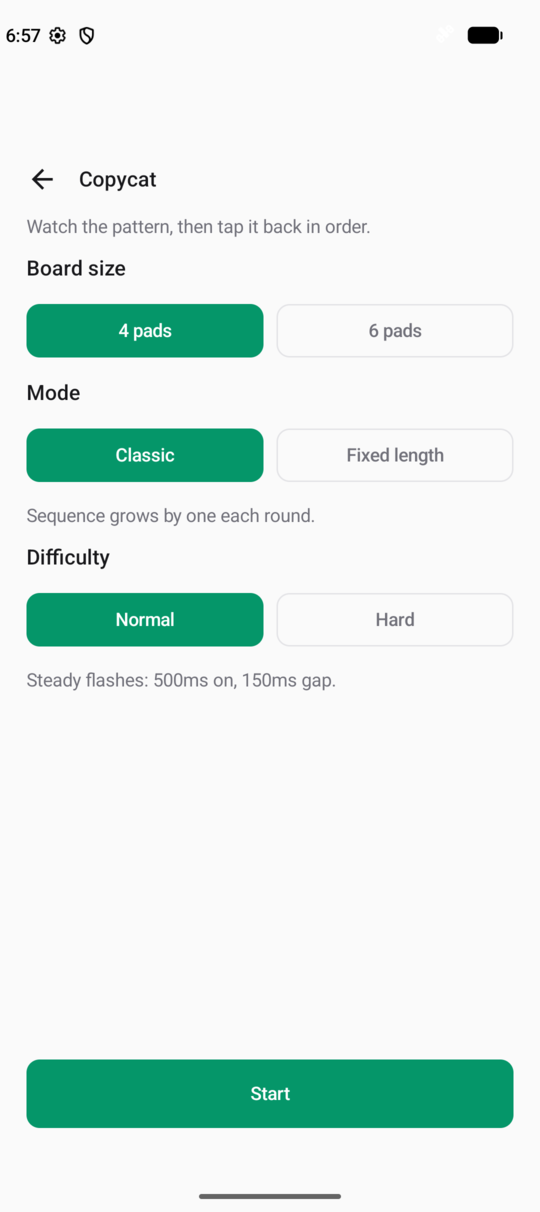 6:57
Copycat
Watch the pattern, then tap it back in order.
Board size
4 pads
6 pads
Mode
Classic
Fixed length
Sequence grows by one each round.
Difficulty
Normal
Hard
Steady flashes: 500ms on, 150ms gap.
Start